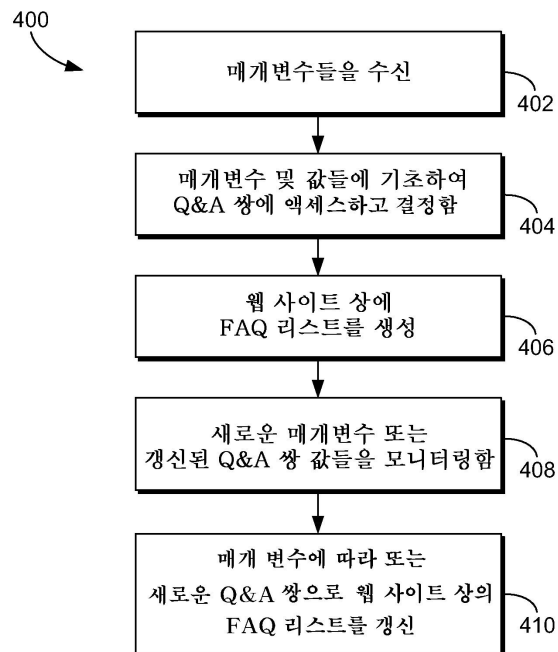 400
매개변수들을 수신
402
매개변수 및 값들에 기초하여
Q&A 쌍에 액세스하고 결정함
404
웹 사이트 상에
FAQ 리스트를 생성
406
새로운 매개변수 또는
갱신된 Q&A 쌍 값들을 모니터링함
408
매개 변수에 따라 또는
새로운 Q&A 쌍으로 웹 사이트 상의
FAQ 리스트를 갱신
410